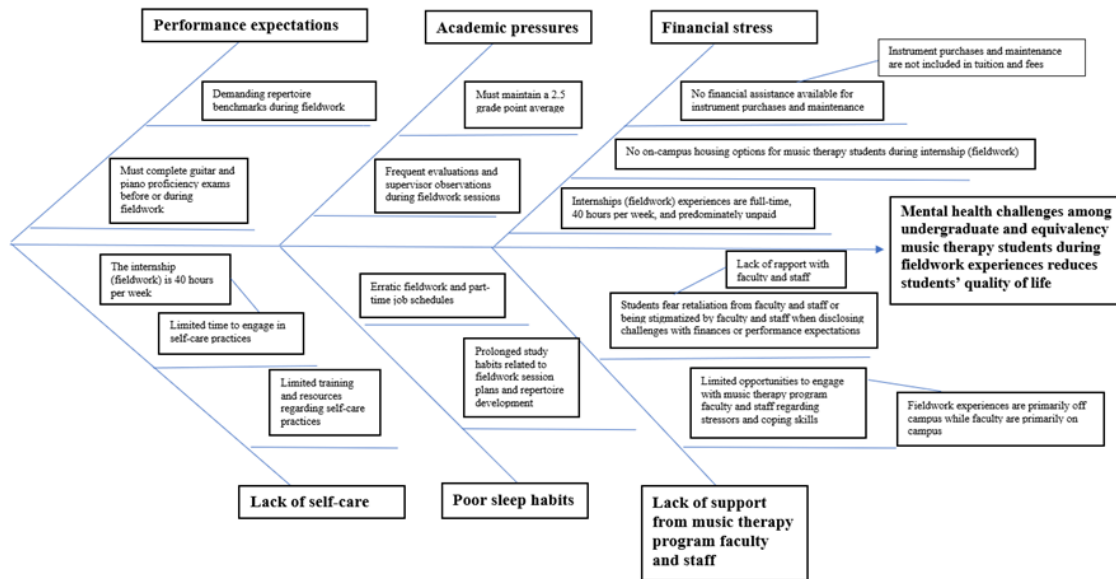 Performance expectations
Academic pressures
Financial stress
Instrument purchases and maintenance
are not included in tuition and fees
Demanding repertoire
benchmarks during fieldwork
Must maintain a 2.5
grade point average
No financial assistance available for
instrument purchases and maintenance
No on-campus housing options for music therapy students during internship (fieldwork)
Must complete guitar and
piano proficiency exams
before or during
fieldwork
Frequent evaluations and
supervisor observations
during fieldwork sessions
Internships (fieldwork) experiences are full-time,
40 hours per week, and predominately unpaid
Mental health challenges among
undergraduate and equivalency
music therapy students during
fieldwork experiences reduces
students’ quality of life
The internship
(fieldwork) is 40 hours
per week
Erratic fieldwork and part-
time job schedules
Lack of rapport with
faculty and staff
Students fear retaliation from faculty and staff or
being stigmatized by faculty and staff when disclosing
challenges with finances or performance expectations
Limited time to engage in
self-care practices
Prolonged study
habits related to
fieldwork session
plans and repertoire
development
Limited training
and resources
regarding self-care
practices
Limited opportunities to engage
with music therapy program
faculty and staff regarding
stressors and coping skills
Fieldwork experiences are primarily off
campus while faculty are primarily on
campus
Lack of self-care
Poor sleep habits
Lack of support
from music therapy
program faculty
and staff